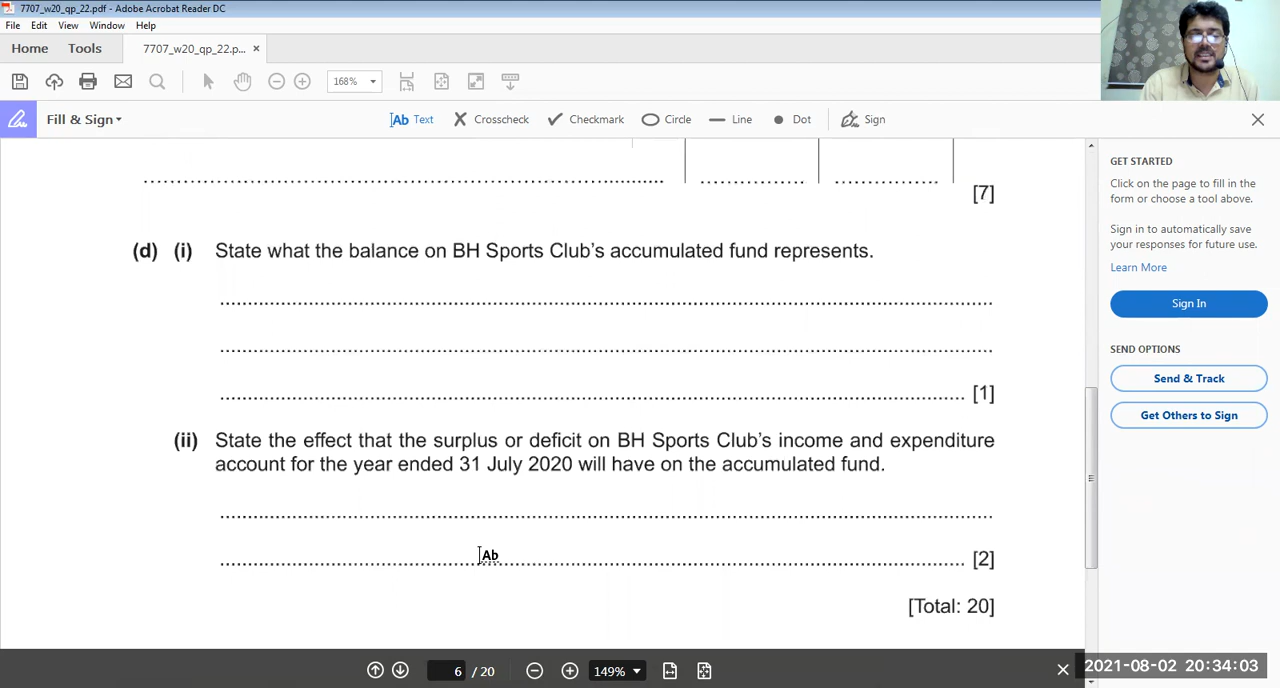 7707_w20_qp_22.pdf - Adobe Acrobat Reader DC
File Edit View Window Help
Home Tools 7707_w20_qp_22.p... ×
168%
Fill & Sign
Ab Text Crosscheck Checkmark Circle Line Dot Sign
[7]
(d) (i) State what the balance on BH Sports Club's accumulated fund represents.
[1]
(ii) State the effect that the surplus or deficit on BH Sports Club's income and expenditure
account for the year ended 31 July 2020 will have on the accumulated fund.
Ab
[2]
[Total: 20]
GET STARTED
Click on the page to fill in the
form or choose a tool above.
Sign in to automatically save
your responses for future use.
Learn More
Sign In
SEND OPTIONS
Send & Track
Get Others to Sign
6 / 20 149%
2021-08-02 20:34:03